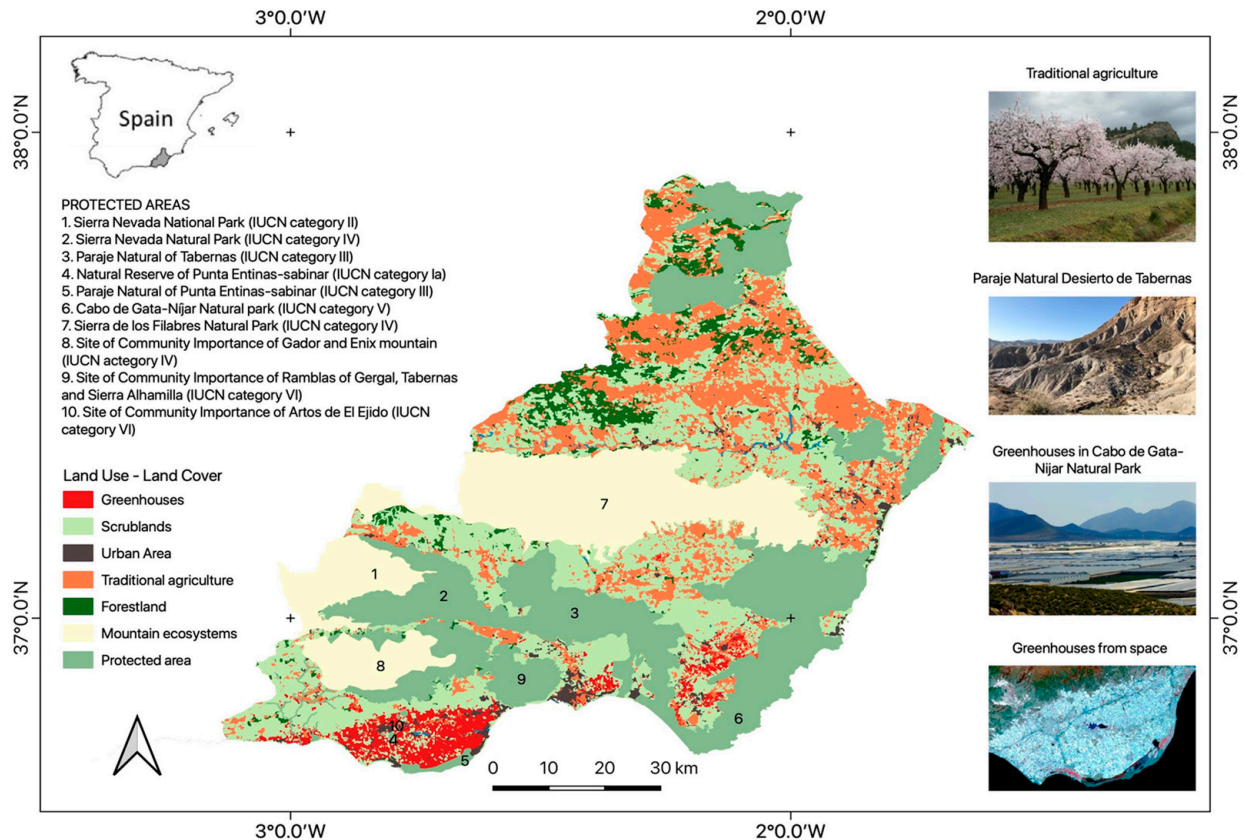 3°0.0'W
2°0.0'W
38°0.0'N
38°0.0'N
Spain
PROTECTED AREAS
1. Sierra Nevada National Park (IUCN category II)
2. Sierra Nevada Natural Park (IUCN category IV)
3. Paraje Natural of Tabernas (IUCN category III)
4. Natural Reserve of Punta Entinas-sabinar (IUCN category Ia)
5. Paraje Natural of Punta Entinas-sabinar (IUCN category III)
6. Cabo de Gata-Níjar Natural park (IUCN category V)
7. Sierra de los Filabres Natural Park (IUCN category IV)
8. Site of Community Importance of Gador and Enix mountain
(IUCN actegory IV)
9. Site of Community Importance of Ramblas of Gergal, Tabernas
and Sierra Alhamilla (IUCN category VI)
10. Site of Community Importance of Artos de El Ejido (IUCN
category VI)
Land Use - Land Cover
Greenhouses
Scrublands
Urban Area
Traditional agriculture
Forestland
Mountain ecosystems
Protected area
7
1
2
3
8
9
6
10
4
5
0 10 20 30 km
Traditional agriculture
Paraje Natural Desierto de Tabernas
Greenhouses in Cabo de Gata-
Nijar Natural Park
Greenhouses from space
37°0.0'N
37°0.0'N
3°0.0'W
2°0.0'W